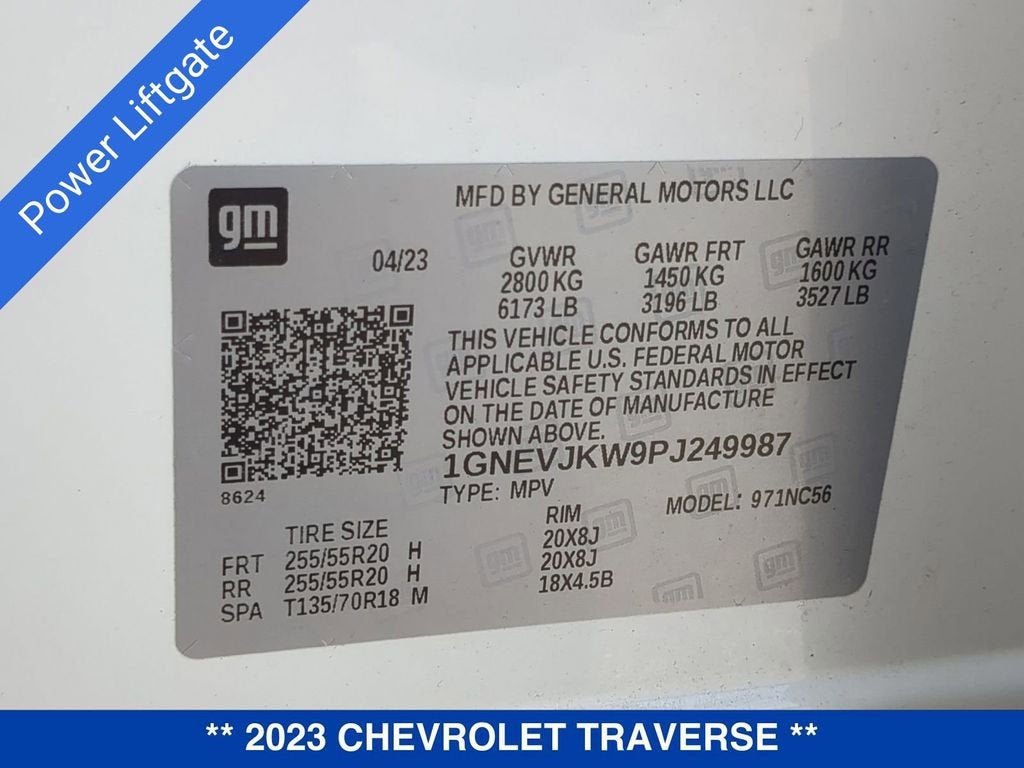 Power Liftgate
gm
MFD BY GENERAL MOTORS LLC
04/23
GVWR
2800 KG
6173 LB
GAWR FRT
1450 KG
3196 LB
GAWR RR
1600 KG
3527 LB
THIS VEHICLE CONFORMS TO ALL
APPLICABLE U.S. FEDERAL MOTOR
VEHICLE SAFETY STANDARDS IN EFFECT
ON THE DATE OF MANUFACTURE
SHOWN ABOVE.
1GNEVJKW9PJ249987
8624
TYPE: MPV
MODEL: 971NC56
TIRE SIZE RIM
FRT 255/55R20 H 20X8J
RR 255/55R20 H 20X8J
SPA T135/70R18 M 18X4.5B
** 2023 CHEVROLET TRAVERSE **